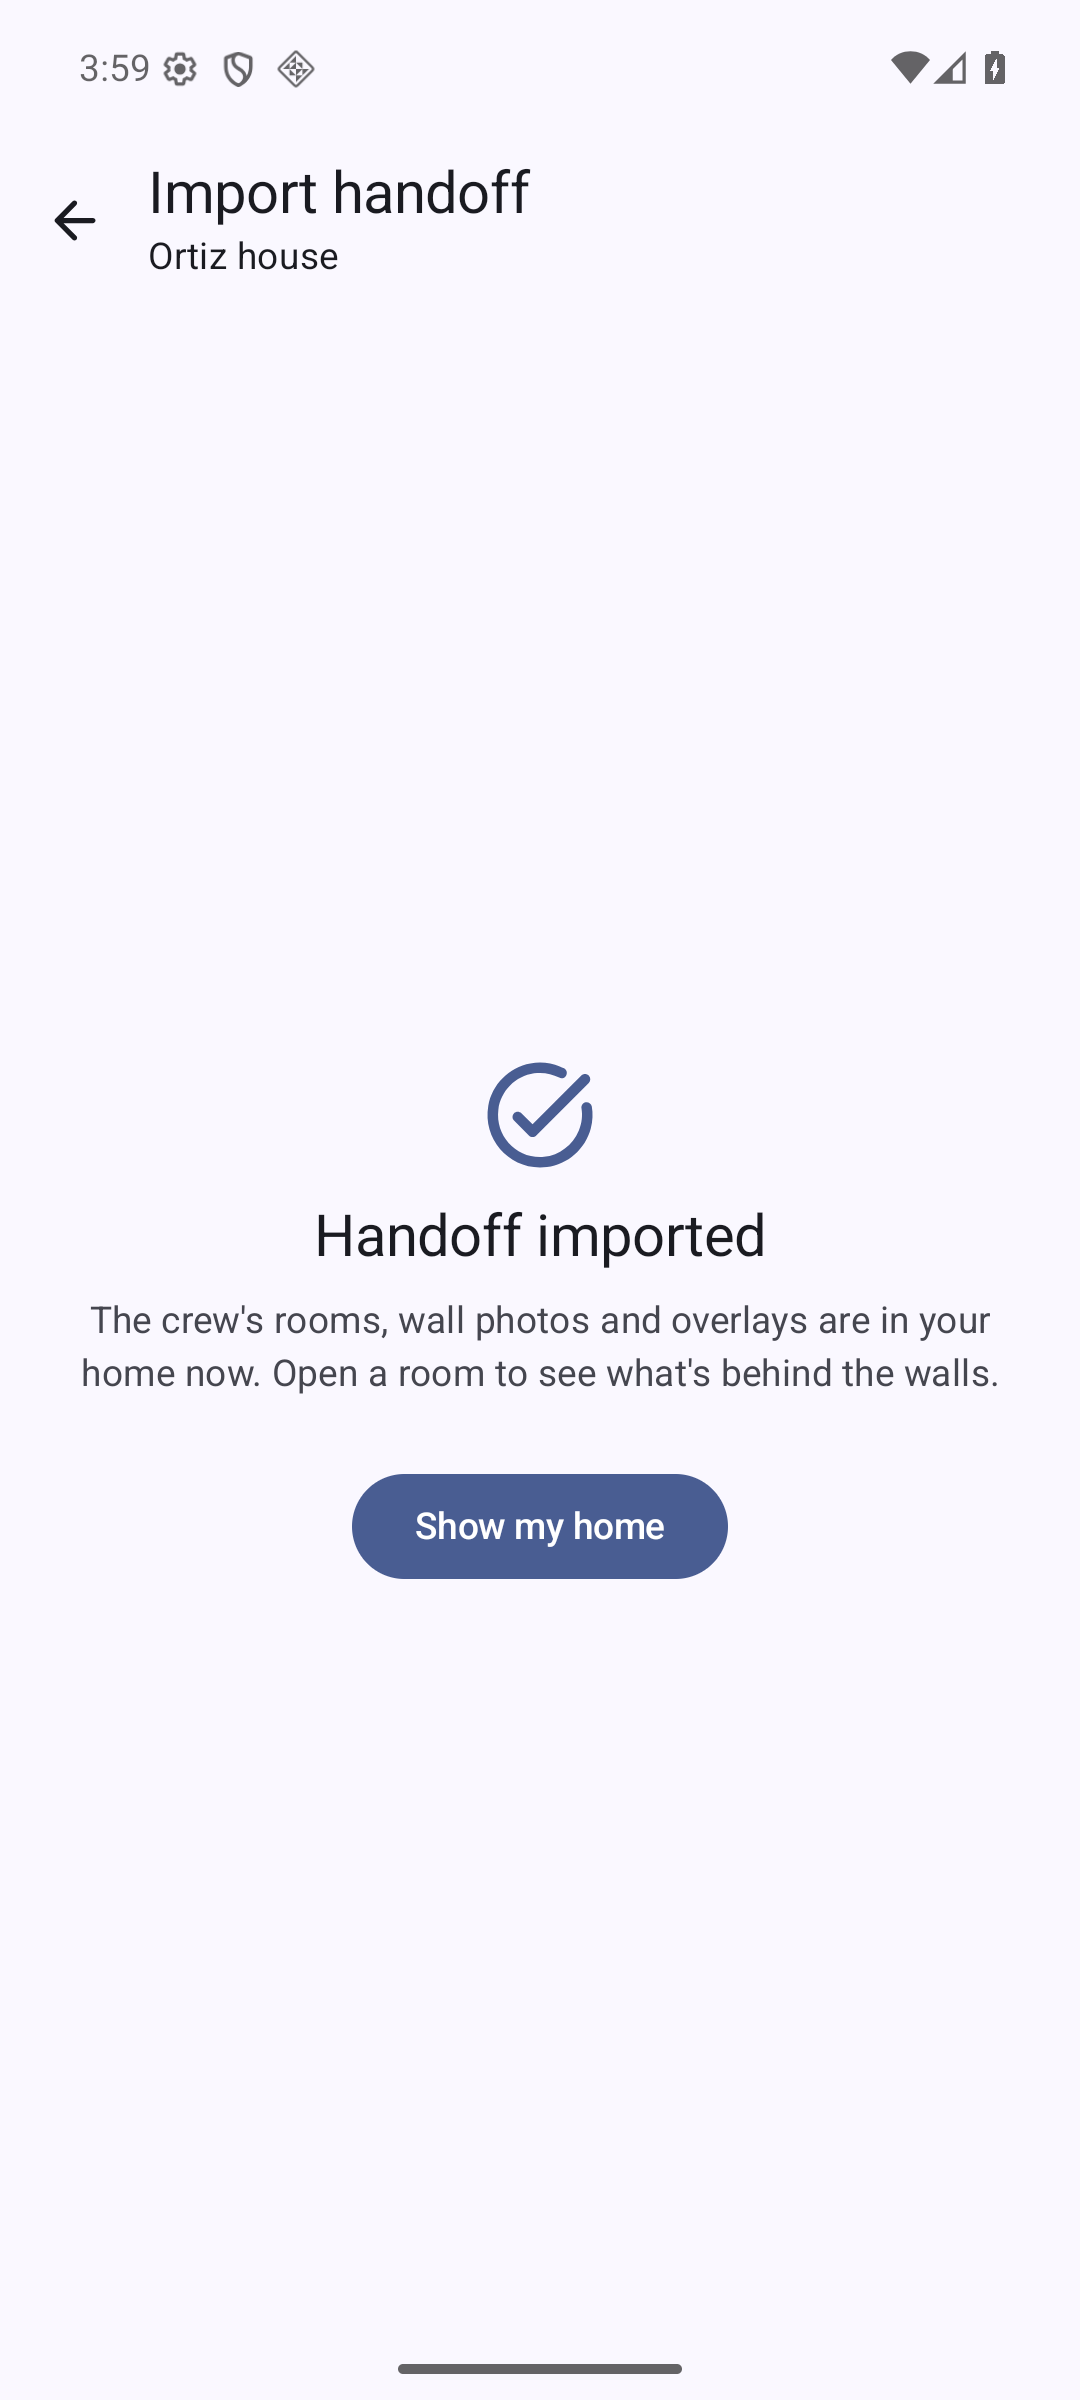 3:59
Import handoff
Ortiz house
Handoff imported
The crew's rooms, wall photos and overlays are in your
home now. Open a room to see what's behind the walls.
Show my home